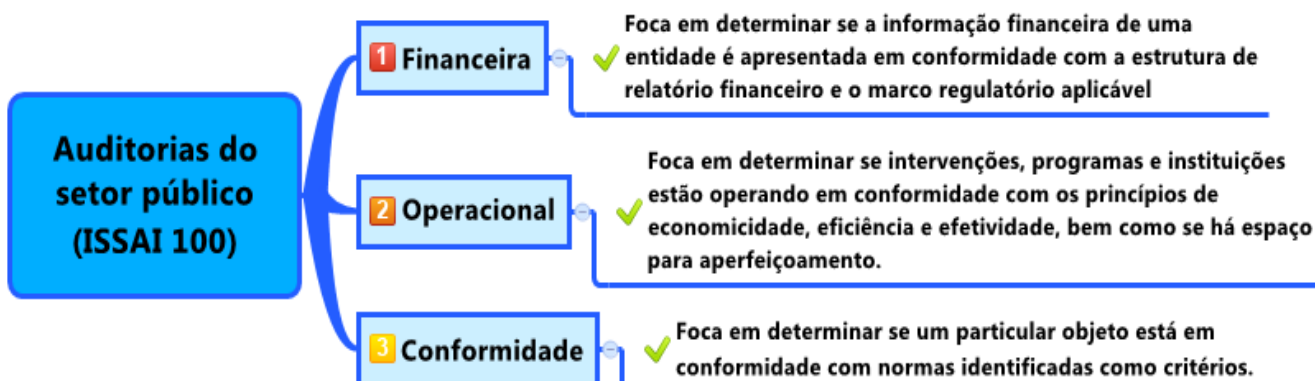 Auditorias do
setor público
(ISSAI 100)
1 Financeira
Foca em determinar se a informação financeira de uma
entidade é apresentada em conformidade com a estrutura de
relatório financeiro e o marco regulatório aplicável
2 Operacional
Foca em determinar se intervenções, programas e instituições
estão operando em conformidade com os princípios de
economicidade, eficiência e efetividade, bem como se há espaço
para aperfeiçoamento.
3 Conformidade
Foca em determinar se um particular objeto está em
conformidade com normas identificadas como critérios.